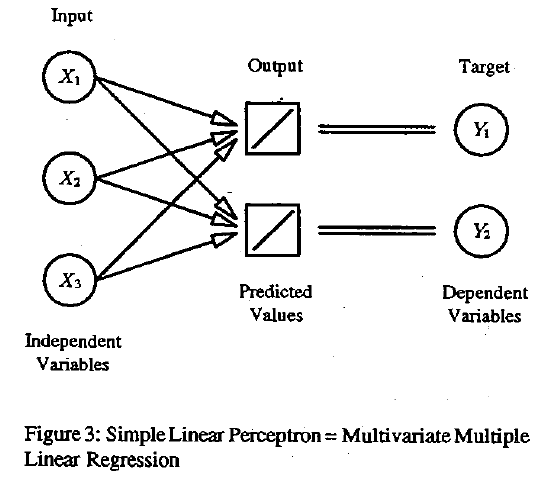 Input
Output
Target
X1
Y1
X2
Y2
X3
Predicted
Values
Dependent
Variables
Independent
Variables
Figure 3: Simple Linear Perceptron = Multivariate Multiple
Linear Regression